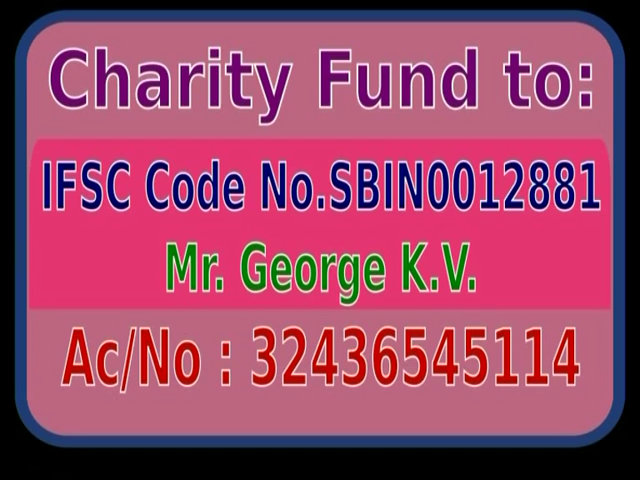 Charity Fund to:
IFSC Code No.SBIN0012881
Mr. George K.V.
Ac/No : 32436545114